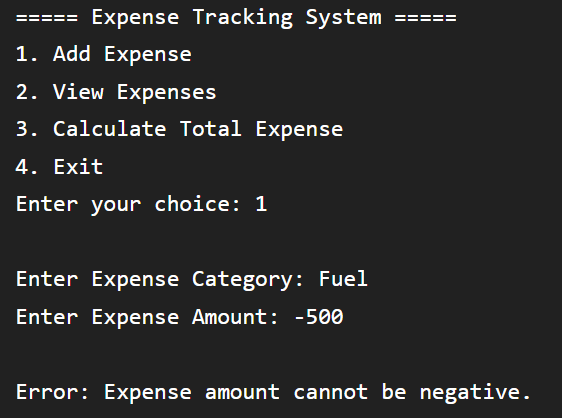 ===== Expense Tracking System =====
1. Add Expense
2. View Expenses
3. Calculate Total Expense
4. Exit
Enter your choice: 1
Enter Expense Category: Fuel
Enter Expense Amount: -500
Error: Expense amount cannot be negative.